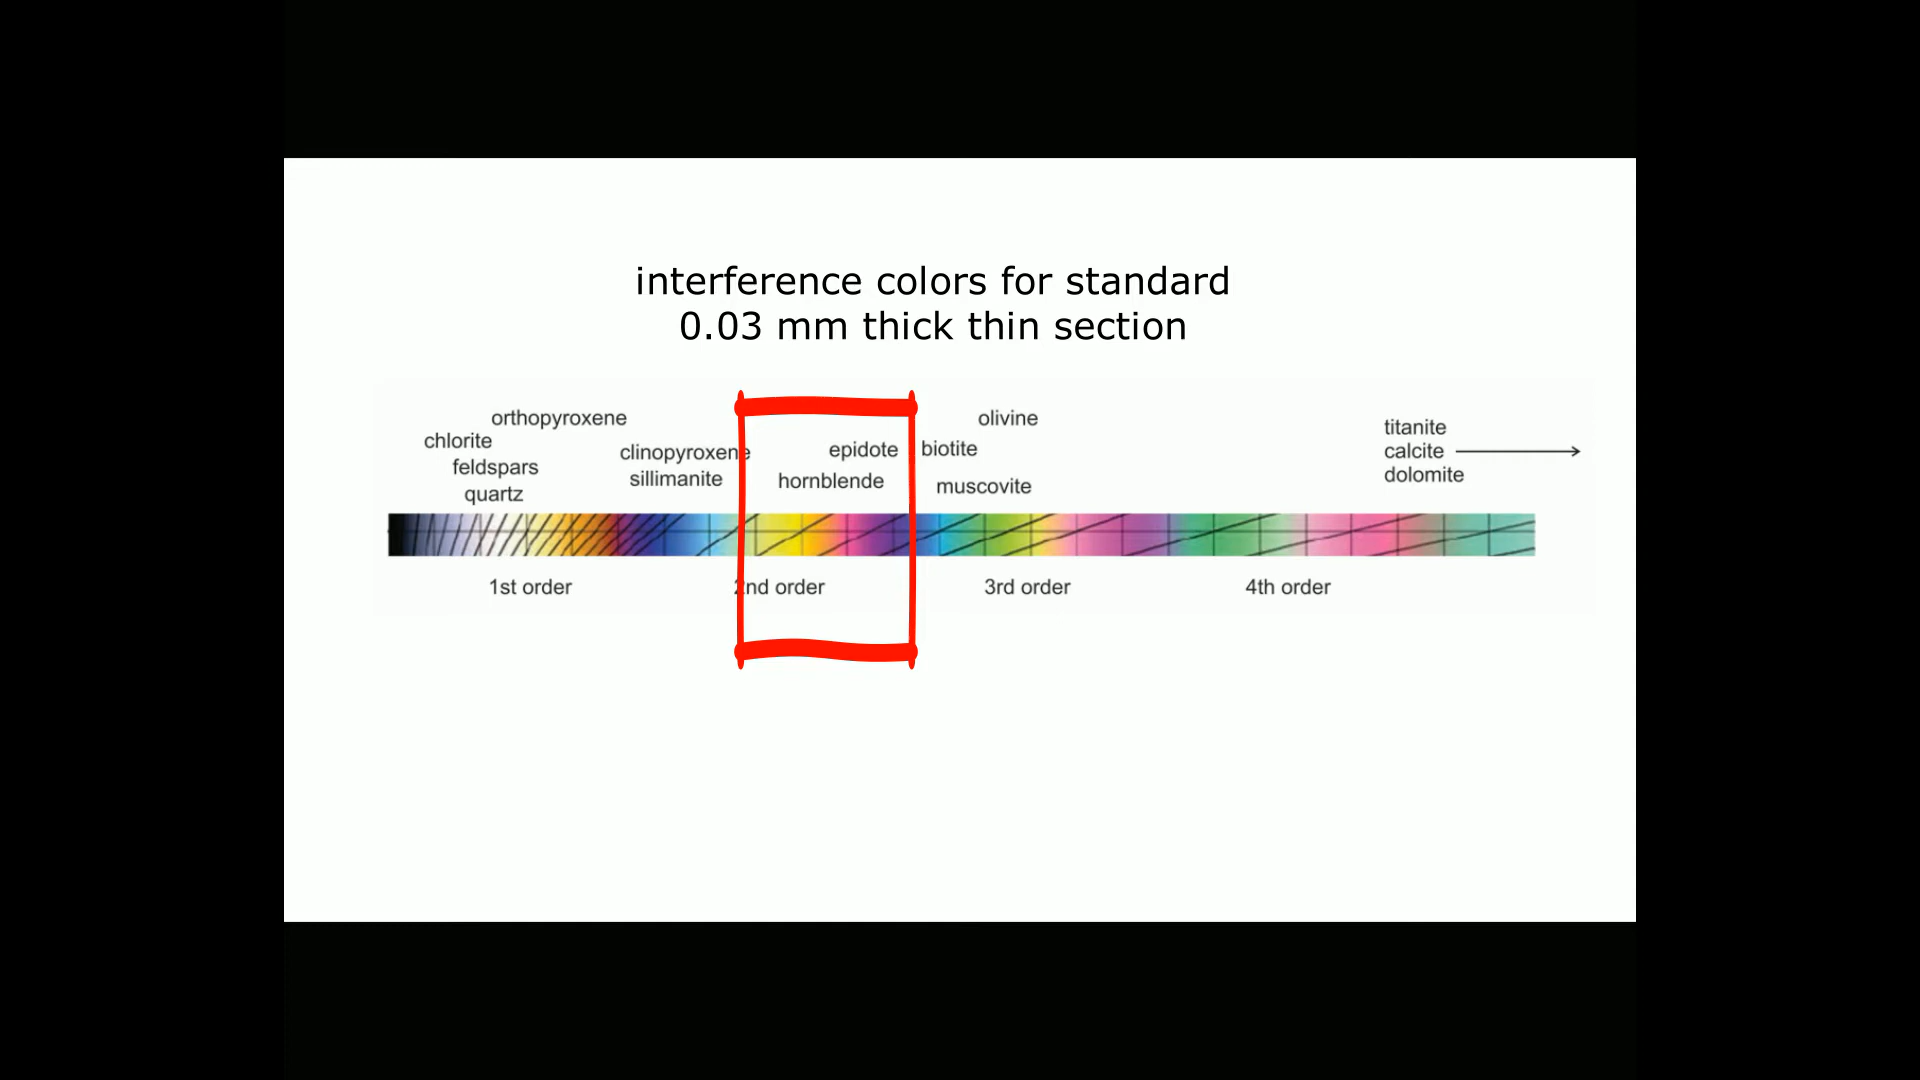 interference colors for standard
0.03 mm thick thin section
orthopyroxene
chlorite
feldspars
quartz
clinopyroxene
sillimanite
epidote
hornblende
biotite
olivine
muscovite
titanite
calcite
dolomite
1st order
2nd order
3rd order
4th order